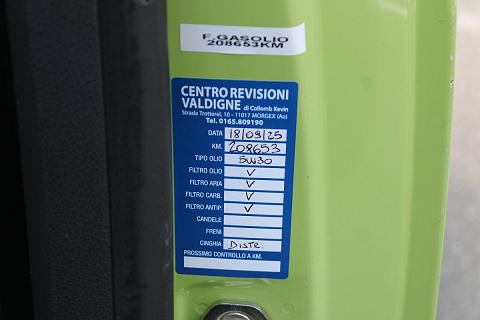 F. GASOLIO
208653KM
CENTRO REVISIONI
VALDIGNE di Collomb Kevin
Strada Trotterel, 10 - 11017 MORGEX (Ao)
Tel. 0165.809190
DATA 18/09/25
KM. 208653
TIPO OLIO 5W30
FILTRO OLIO ✓
FILTRO ARIA ✓
FILTRO CARB. ✓
FILTRO ANTIP. ✓
CANDELE
FRENI
CINGHIA DISTR.
PROSSIMO CONTROLLO A KM.